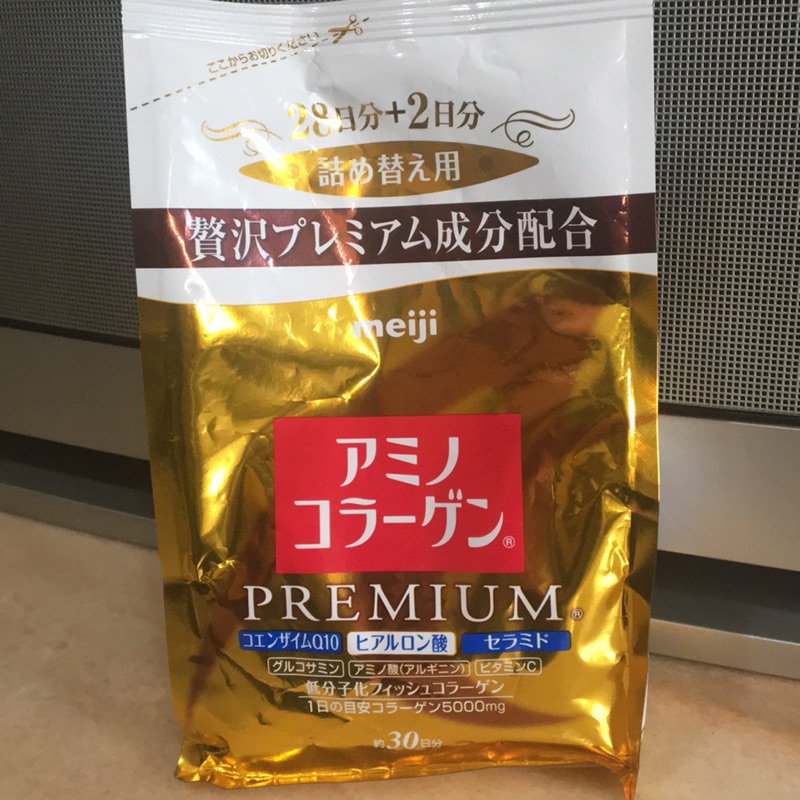 ここからお切りください
28日分+2日分
詰め替え用
贅沢プレミアム成分配合
meiji
アミノ
コラーゲン®
PREMIUM®
コエンザイムQ10 ヒアルロン酸 セラミド
グルコサミン アミノ酸(アルギニン) ビタミンC
低分子化フィッシュコラーゲン
1日の目安コラーゲン5000mg
約30日分